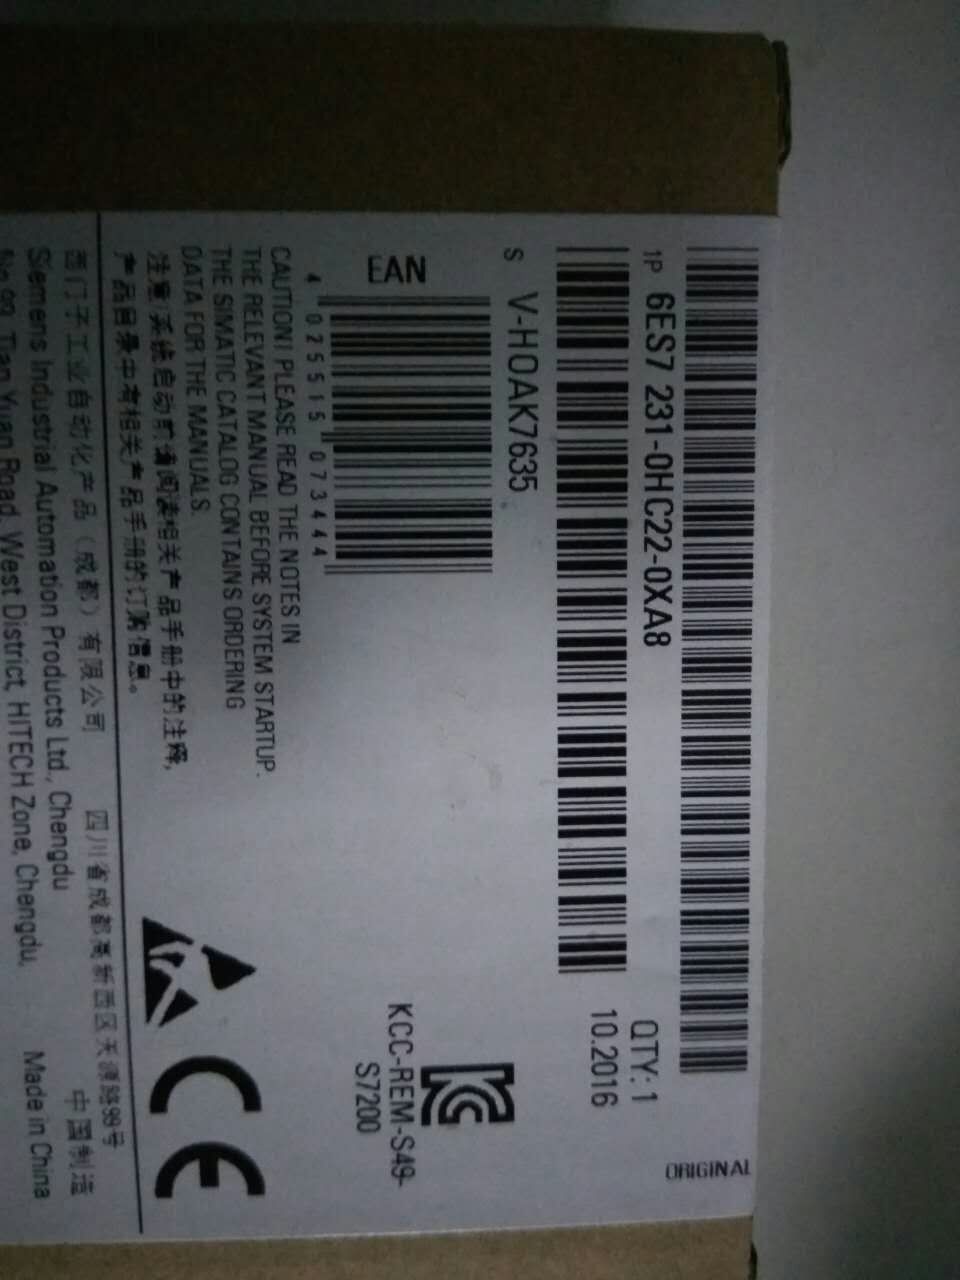 1P 6ES7 231-0HC22-0XA8
QTY: 1
ORIGINAL
10.2016
S V-H0AK7635
EAN
4 025515 073444
KCC-REM-S49-
S7200
CAUTION! PLEASE READ THE NOTES IN
THE RELEVANT MANUAL BEFORE SYSTEM STARTUP.
THE SIMATIC CATALOG CONTAINS ORDERING
DATA FOR THE MANUALS.
注意系统启动前请阅读相关产品手册中的注释,
产品目录中有相关产品手册的订购信息。
CE
西门子工业自动化产品（成都）有限公司 四川省成都高新西区天源路99号
中国制造
Siemens Industrial Automation Products Ltd., Chengdu
No.99, Tian Yuan Road, West District, HITECH Zone, Chengdu,
Made in China